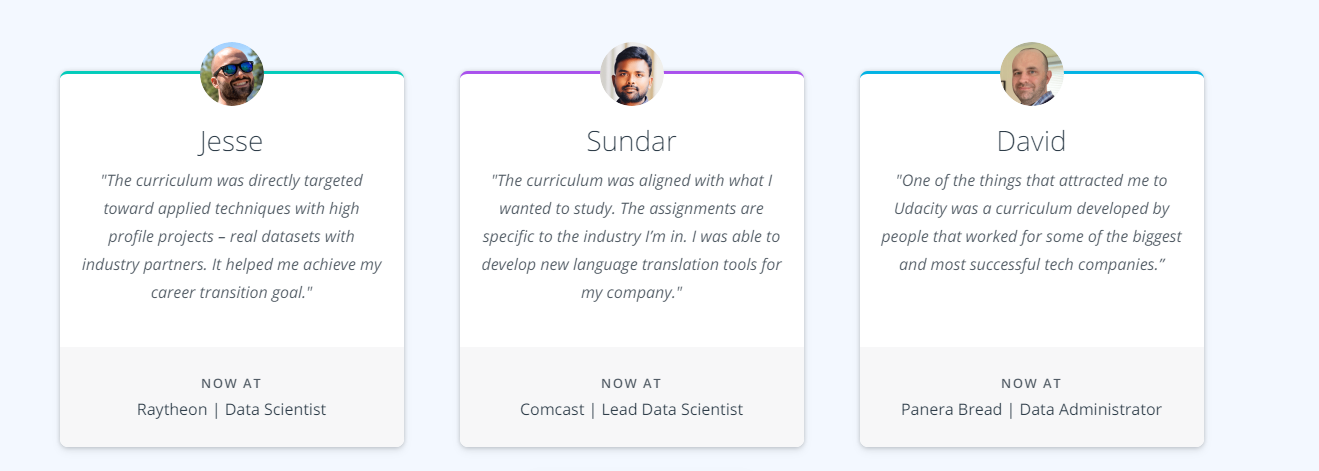 Jesse
"The curriculum was directly targeted
toward applied techniques with high
profile projects – real datasets with
industry partners. It helped me achieve my
career transition goal."
NOW AT
Raytheon | Data Scientist
Sundar
"The curriculum was aligned with what I
wanted to study. The assignments are
specific to the industry I’m in. I was able to
develop new language translation tools for
my company."
NOW AT
Comcast | Lead Data Scientist
David
"One of the things that attracted me to
Udacity was a curriculum developed by
people that worked for some of the biggest
and most successful tech companies.”
NOW AT
Panera Bread | Data Administrator